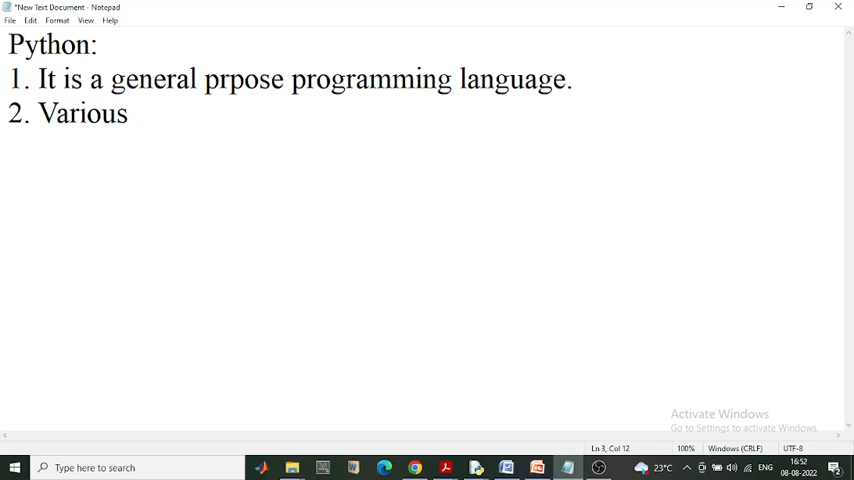 *New Text Document - Notepad
File Edit Format View Help
Python:
1. It is a general prpose programming language.
2. Various
Activate Windows
Go to Settings to activate Windows.
Ln 3, Col 12 100% Windows (CRLF) UTF-8
Type here to search 23°C ENG 16:52
08-08-2022 2